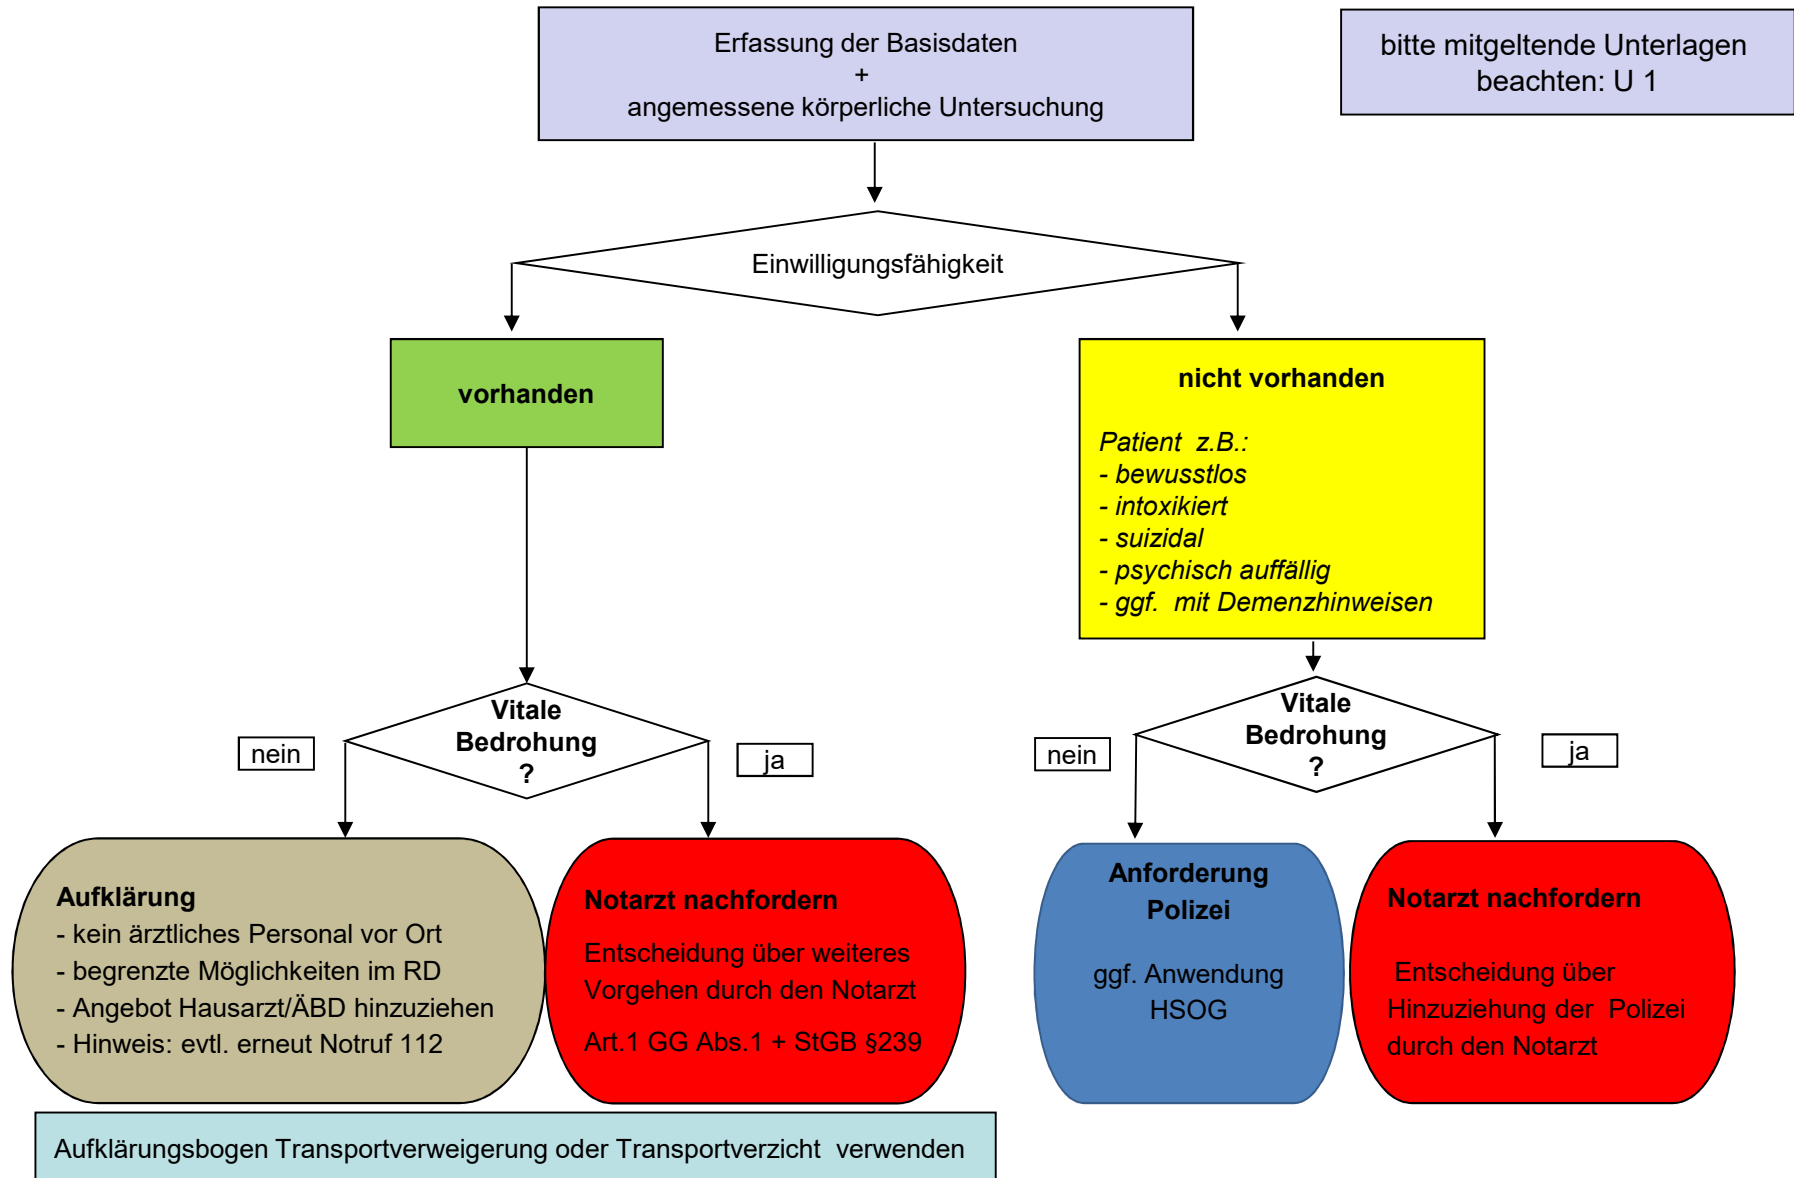 Erfassung der Basisdaten
+
angemessene körperliche Untersuchung
bitte mitgeltende Unterlagen
beachten: U 1
Einwilligungsfähigkeit
vorhanden
nicht vorhanden
Patient  z.B.:
- bewusstlos
- intoxikiert
- suizidal
- psychisch auffällig
- ggf.  mit Demenzhinweisen
Vitale
Bedrohung
?
nein
ja
Vitale
Bedrohung
?
nein
ja
Aufklärung
- kein ärztliches Personal vor Ort
- begrenzte Möglichkeiten im RD
- Angebot Hausarzt/ÄBD hinzuziehen
- Hinweis: evtl. erneut Notruf 112
Notarzt nachfordern
Entscheidung über weiteres
Vorgehen durch den Notarzt
Art.1 GG Abs.1 + StGB §239
Anforderung
Polizei
ggf. Anwendung
HSOG
Notarzt nachfordern
Entscheidung über
Hinzuziehung der  Polizei
durch den Notarzt
Aufklärungsbogen Transportverweigerung oder Transportverzicht  verwenden